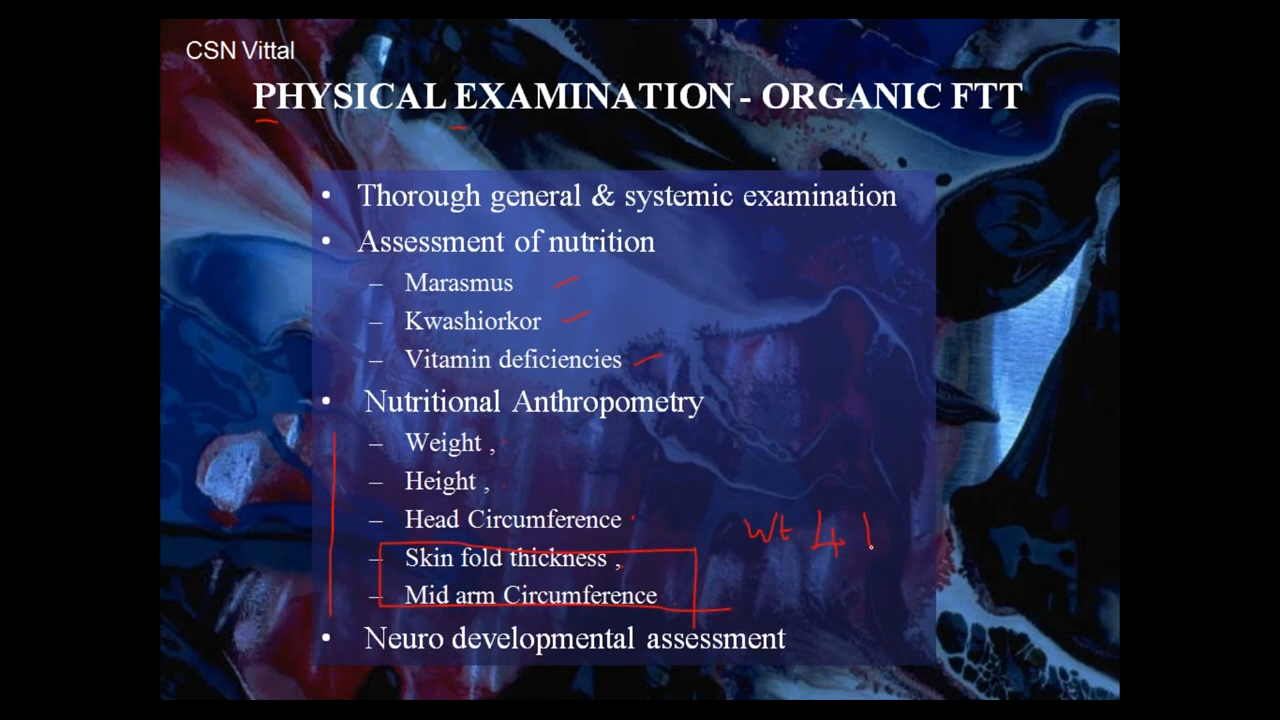 CSN Vittal
PHYSICAL EXAMINATION - ORGANIC FTT
• Thorough general & systemic examination
• Assessment of nutrition
– Marasmus
– Kwashiorkor
– Vitamin deficiencies
• Nutritional Anthropometry
– Weight ,
– Height ,
– Head Circumference
wt
– Skin fold thickness ,
– Mid arm Circumference
• Neuro developmental assessment